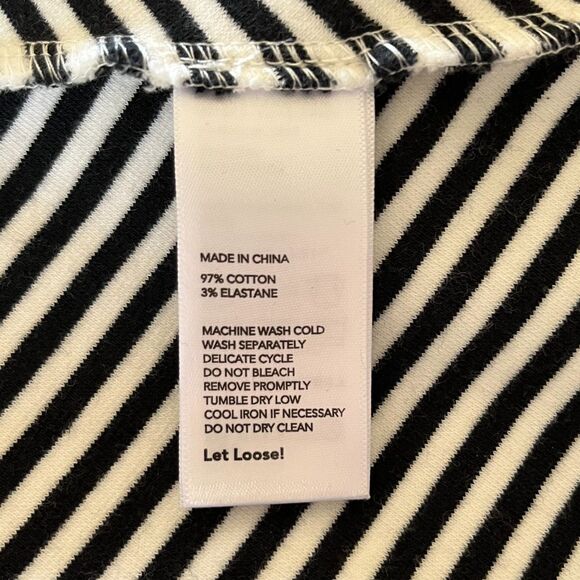 MADE IN CHINA
97% COTTON
3% ELASTANE
MACHINE WASH COLD
WASH SEPARATELY
DELICATE CYCLE
DO NOT BLEACH
REMOVE PROMPTLY
TUMBLE DRY LOW
COOL IRON IF NECESSARY
DO NOT DRY CLEAN
Let Loose!